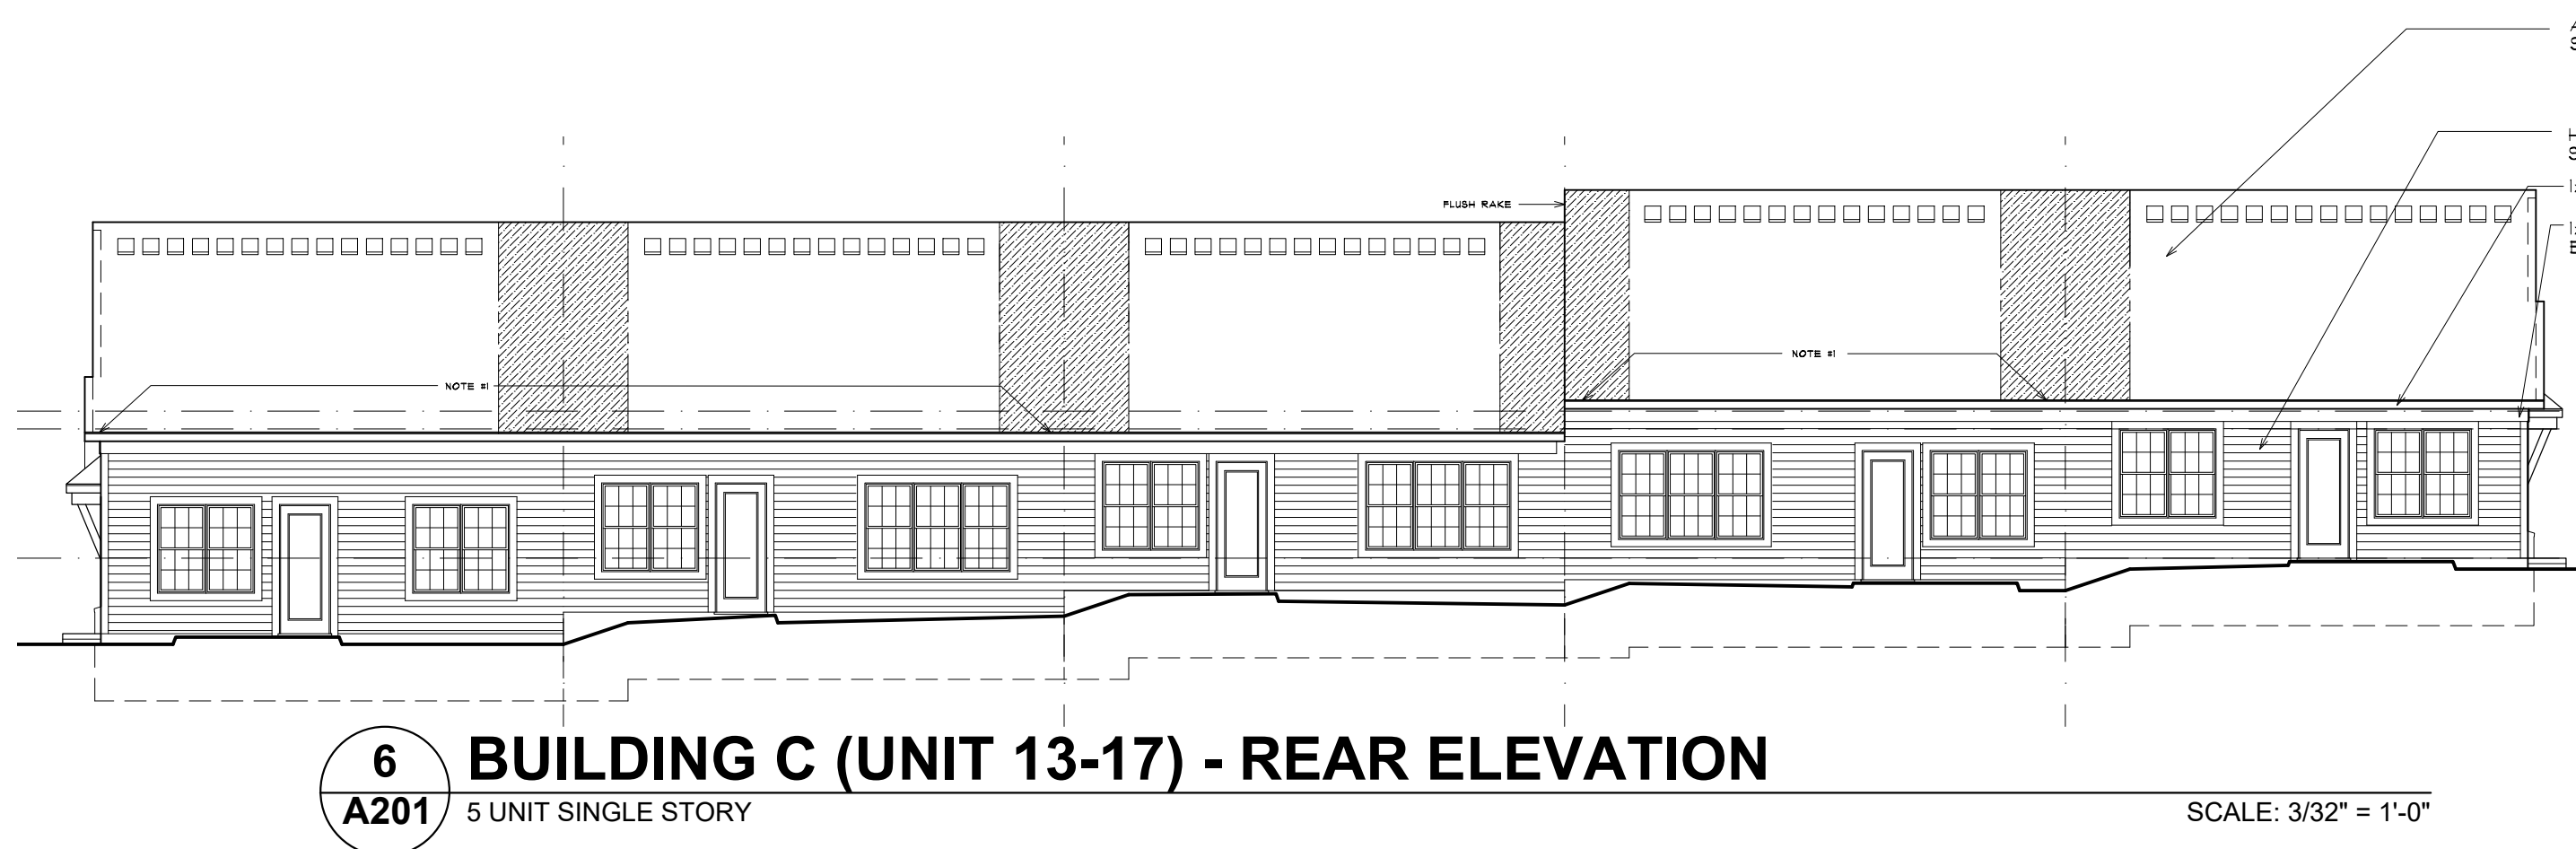 FLUSH RAKE
NOTE #1
NOTE #1
6
A201
BUILDING C (UNIT 13-17) - REAR ELEVATION
5 UNIT SINGLE STORY
SCALE: 3/32" = 1'-0"